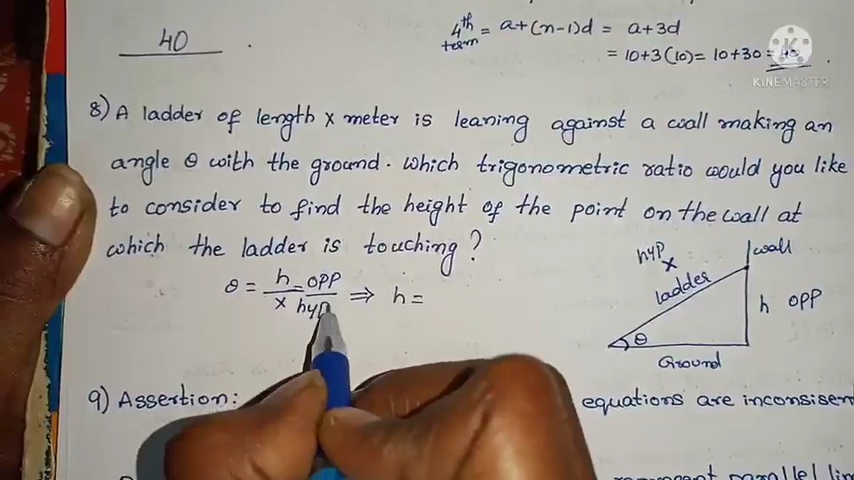 40
4th term = a+(n-1)d = a+3d
= 10+3(10)= 10+30 = 40
KINEMASTER
8) A ladder of length x meter is leaning against a wall making an
angle θ with the ground. which trigonometric ratio would you like
to consider to find the height of the point on the wall at
which the ladder is touching?
θ = h/x = opp/hyp ⇒ h =
hyp x ladder wall
h opp
θ
Ground
9) Assertion:
equations are inconsisten
parallel lin